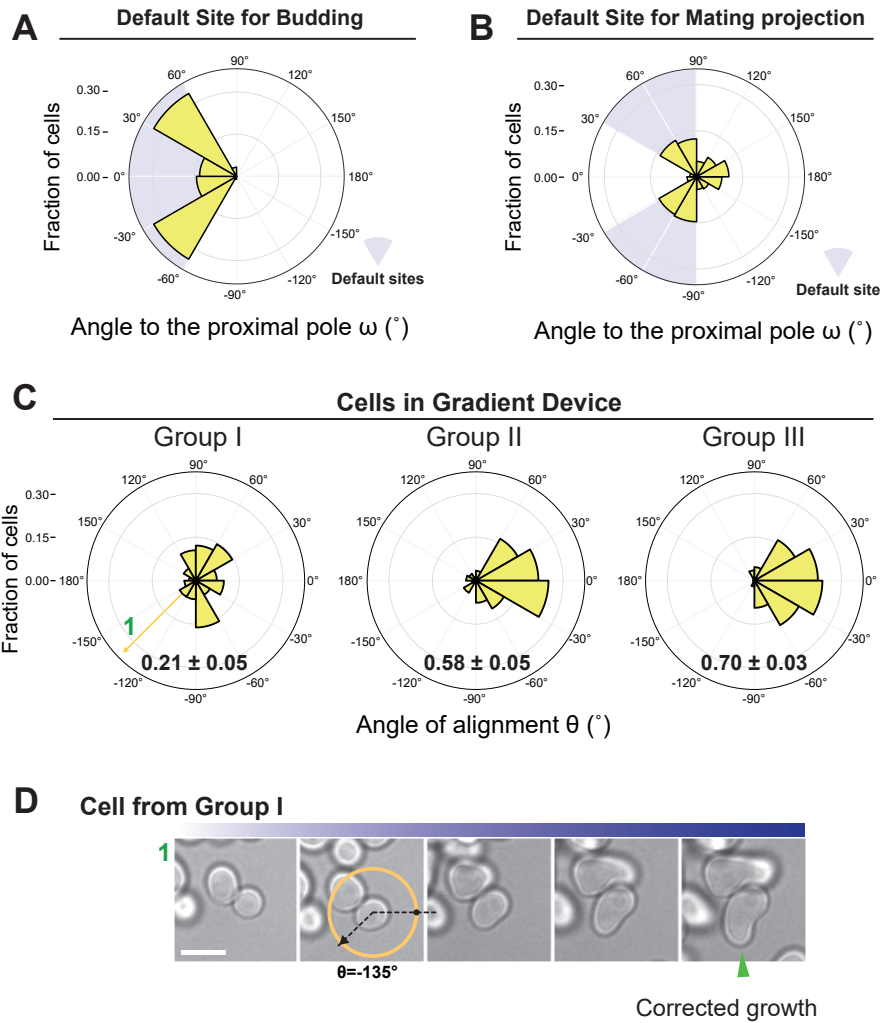 A
Default Site for Budding
90°
60°
120°
0.30
30°
150°
0.15
Fraction of cells
0.00
0°
180°
-30°
-150°
-60°
-120°
-90°
Default sites
Angle to the proximal pole ω (°)
B
Default Site for Mating projection
90°
60°
120°
0.30
30°
150°
0.15
Fraction of cells
0.00
0°
180°
-30°
-150°
-60°
-120°
-90°
Default site
Angle to the proximal pole ω (°)
C
Cells in Gradient Device
Group I
90°
120°
60°
0.30
150°
30°
0.15
Fraction of cells
0.00
180°
0°
1
-150°
-30°
0.21 ± 0.05
-120°
-60°
-90°
Group II
90°
120°
60°
150°
30°
180°
0°
-150°
-30°
0.58 ± 0.05
-120°
-60°
-90°
Group III
90°
120°
60°
150°
30°
180°
0°
-150°
-30°
0.70 ± 0.03
-120°
-60°
-90°
Angle of alignment θ (°)
D
Cell from Group I
1
θ=-135°
Corrected growth